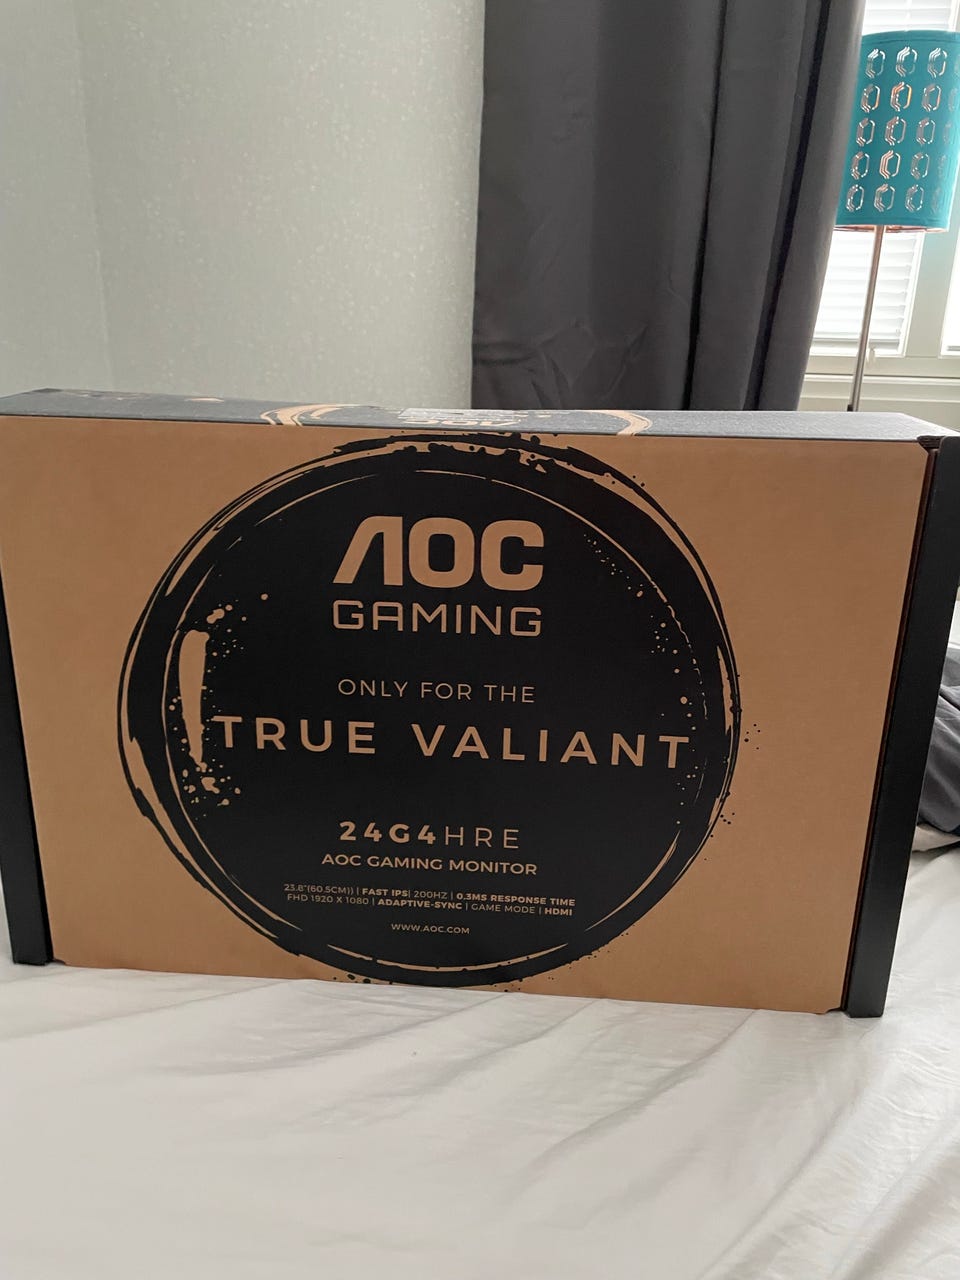 AOC
AOC
GAMING
ONLY FOR THE
TRUE VALIANT
24G4HRE
AOC GAMING MONITOR
23.8"(60.5CM)) | FAST IPS| 200HZ | 0.3MS RESPONSE TIME
FHD 1920 X 1080 | ADAPTIVE-SYNC | GAME MODE | HDMI
WWW.AOC.COM